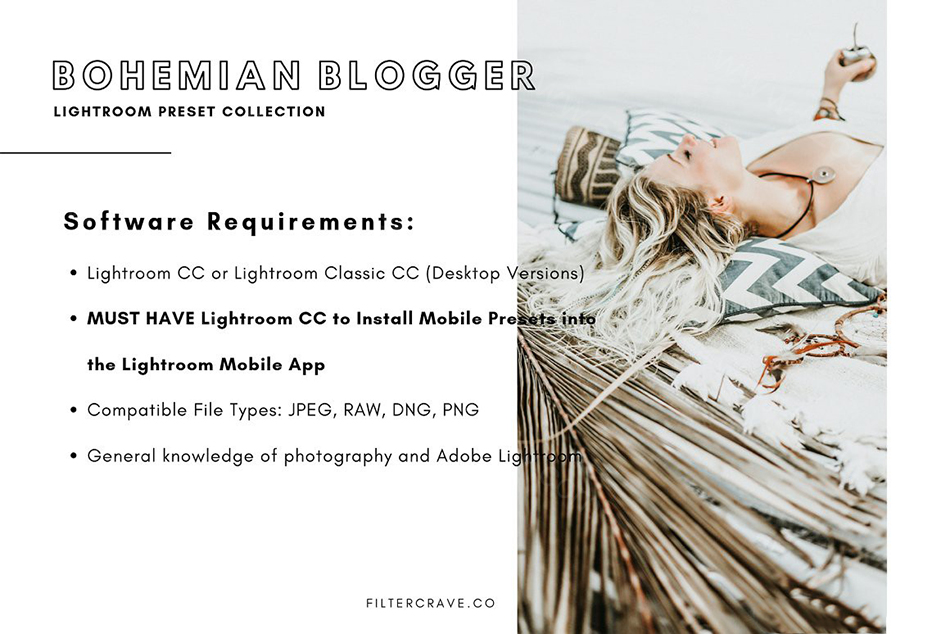 BOHEMIAN BLOGGER
LIGHTROOM PRESET COLLECTION
Software Requirements:
• Lightroom CC or Lightroom Classic CC (Desktop Versions)
• MUST HAVE Lightroom CC to Install Mobile Presets into
the Lightroom Mobile App
• Compatible File Types: JPEG, RAW, DNG, PNG
• General knowledge of photography and Adobe Lightroom
FILTERCRAVE.CO